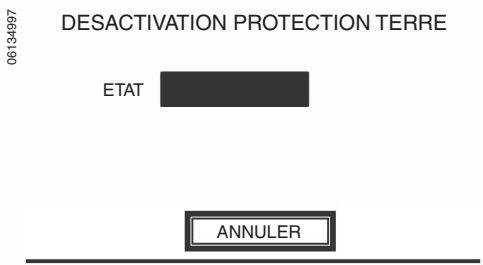 06134997
DESACTIVATION PROTECTION TERRE
ETAT
ANNULER